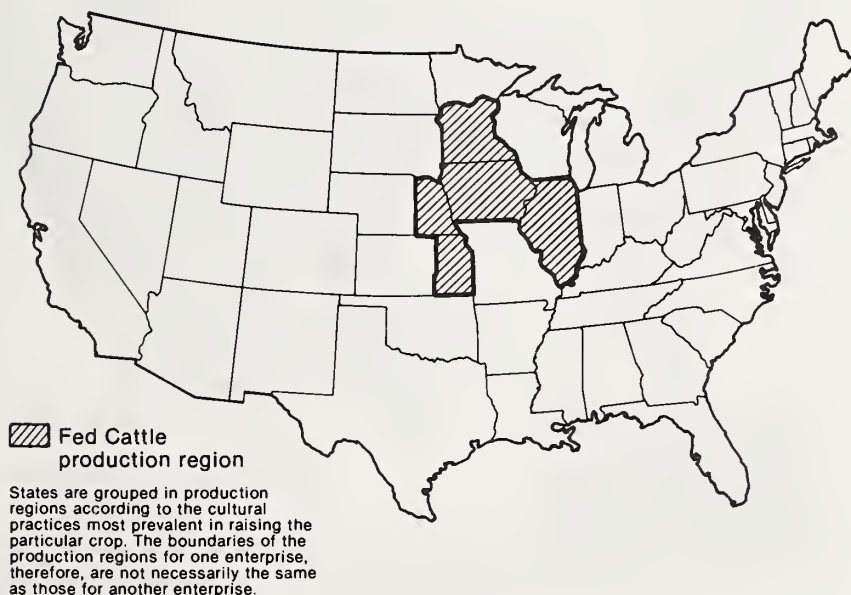 Fed Cattle
production region
States are grouped in production
regions according to the cultural
practices most prevalent in raising the
particular crop. The boundaries of the
production regions for one enterprise,
therefore, are not necessarily the same
as those for another enterprise.